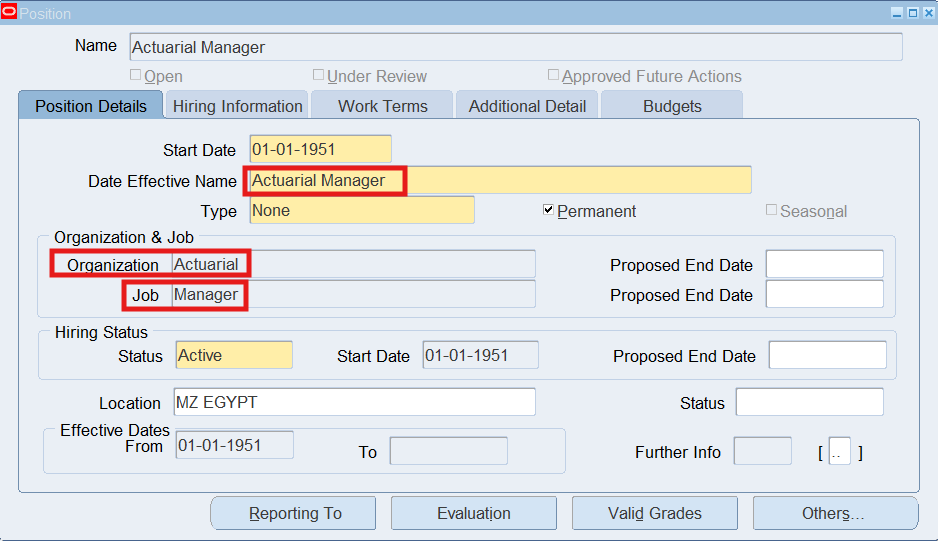 Position
Name Actuarial Manager
Open Under Review Approved Future Actions
Position Details Hiring Information Work Terms Additional Detail Budgets
Start Date 01-01-1951
Date Effective Name Actuarial Manager
Type None Permanent Seasonal
Organization & Job
Organization Actuarial Proposed End Date
Job Manager Proposed End Date
Hiring Status
Status Active Start Date 01-01-1951 Proposed End Date
Location MZ EGYPT Status
Effective Dates
From 01-01-1951 To Further Info [ .. ]
Reporting To Evaluation Valid Grades Others...